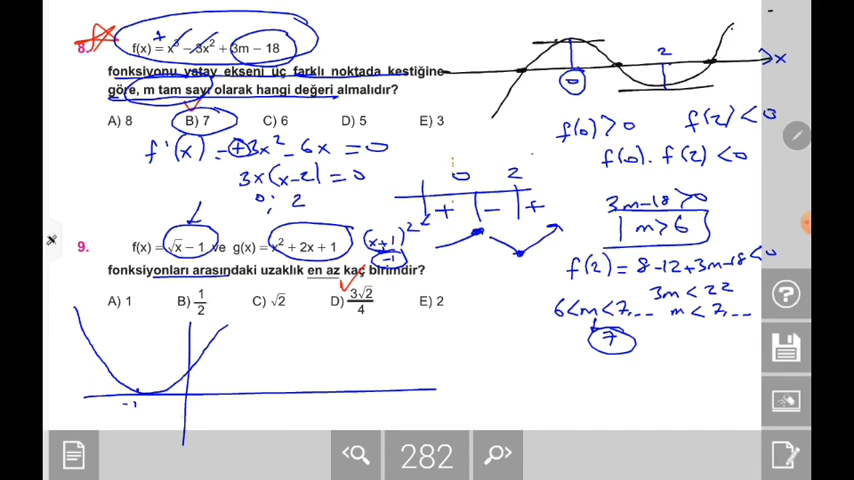 8. f(x) = x³ − 3x² + 3m − 18
fonksiyonu yatay ekseni üç farklı noktada kestiğine
göre, m tam sayı olarak hangi değeri almalıdır?
A) 8 B) 7 C) 6 D) 5 E) 3
f'(x) = +3x² − 6x = 0
3x(x−2) = 0
0 ; 2
0 2
+ − +
0 2 x
f(0) > 0 f(2) < 0
f(0). f(2) < 0
3m−18 > 0
m > 6
f(2) = 8−12+3m−18 < 0
3m < 22
6 < m < 7,... m < 7,...
7
9. f(x) = √x − 1 ve g(x) = x² + 2x + 1 (x+1)²
-1
fonksiyonları arasındaki uzaklık en az kaç birimdir?
A) 1 B) 1/2 C) √2 D) 3√2/4 E) 2
-1
282